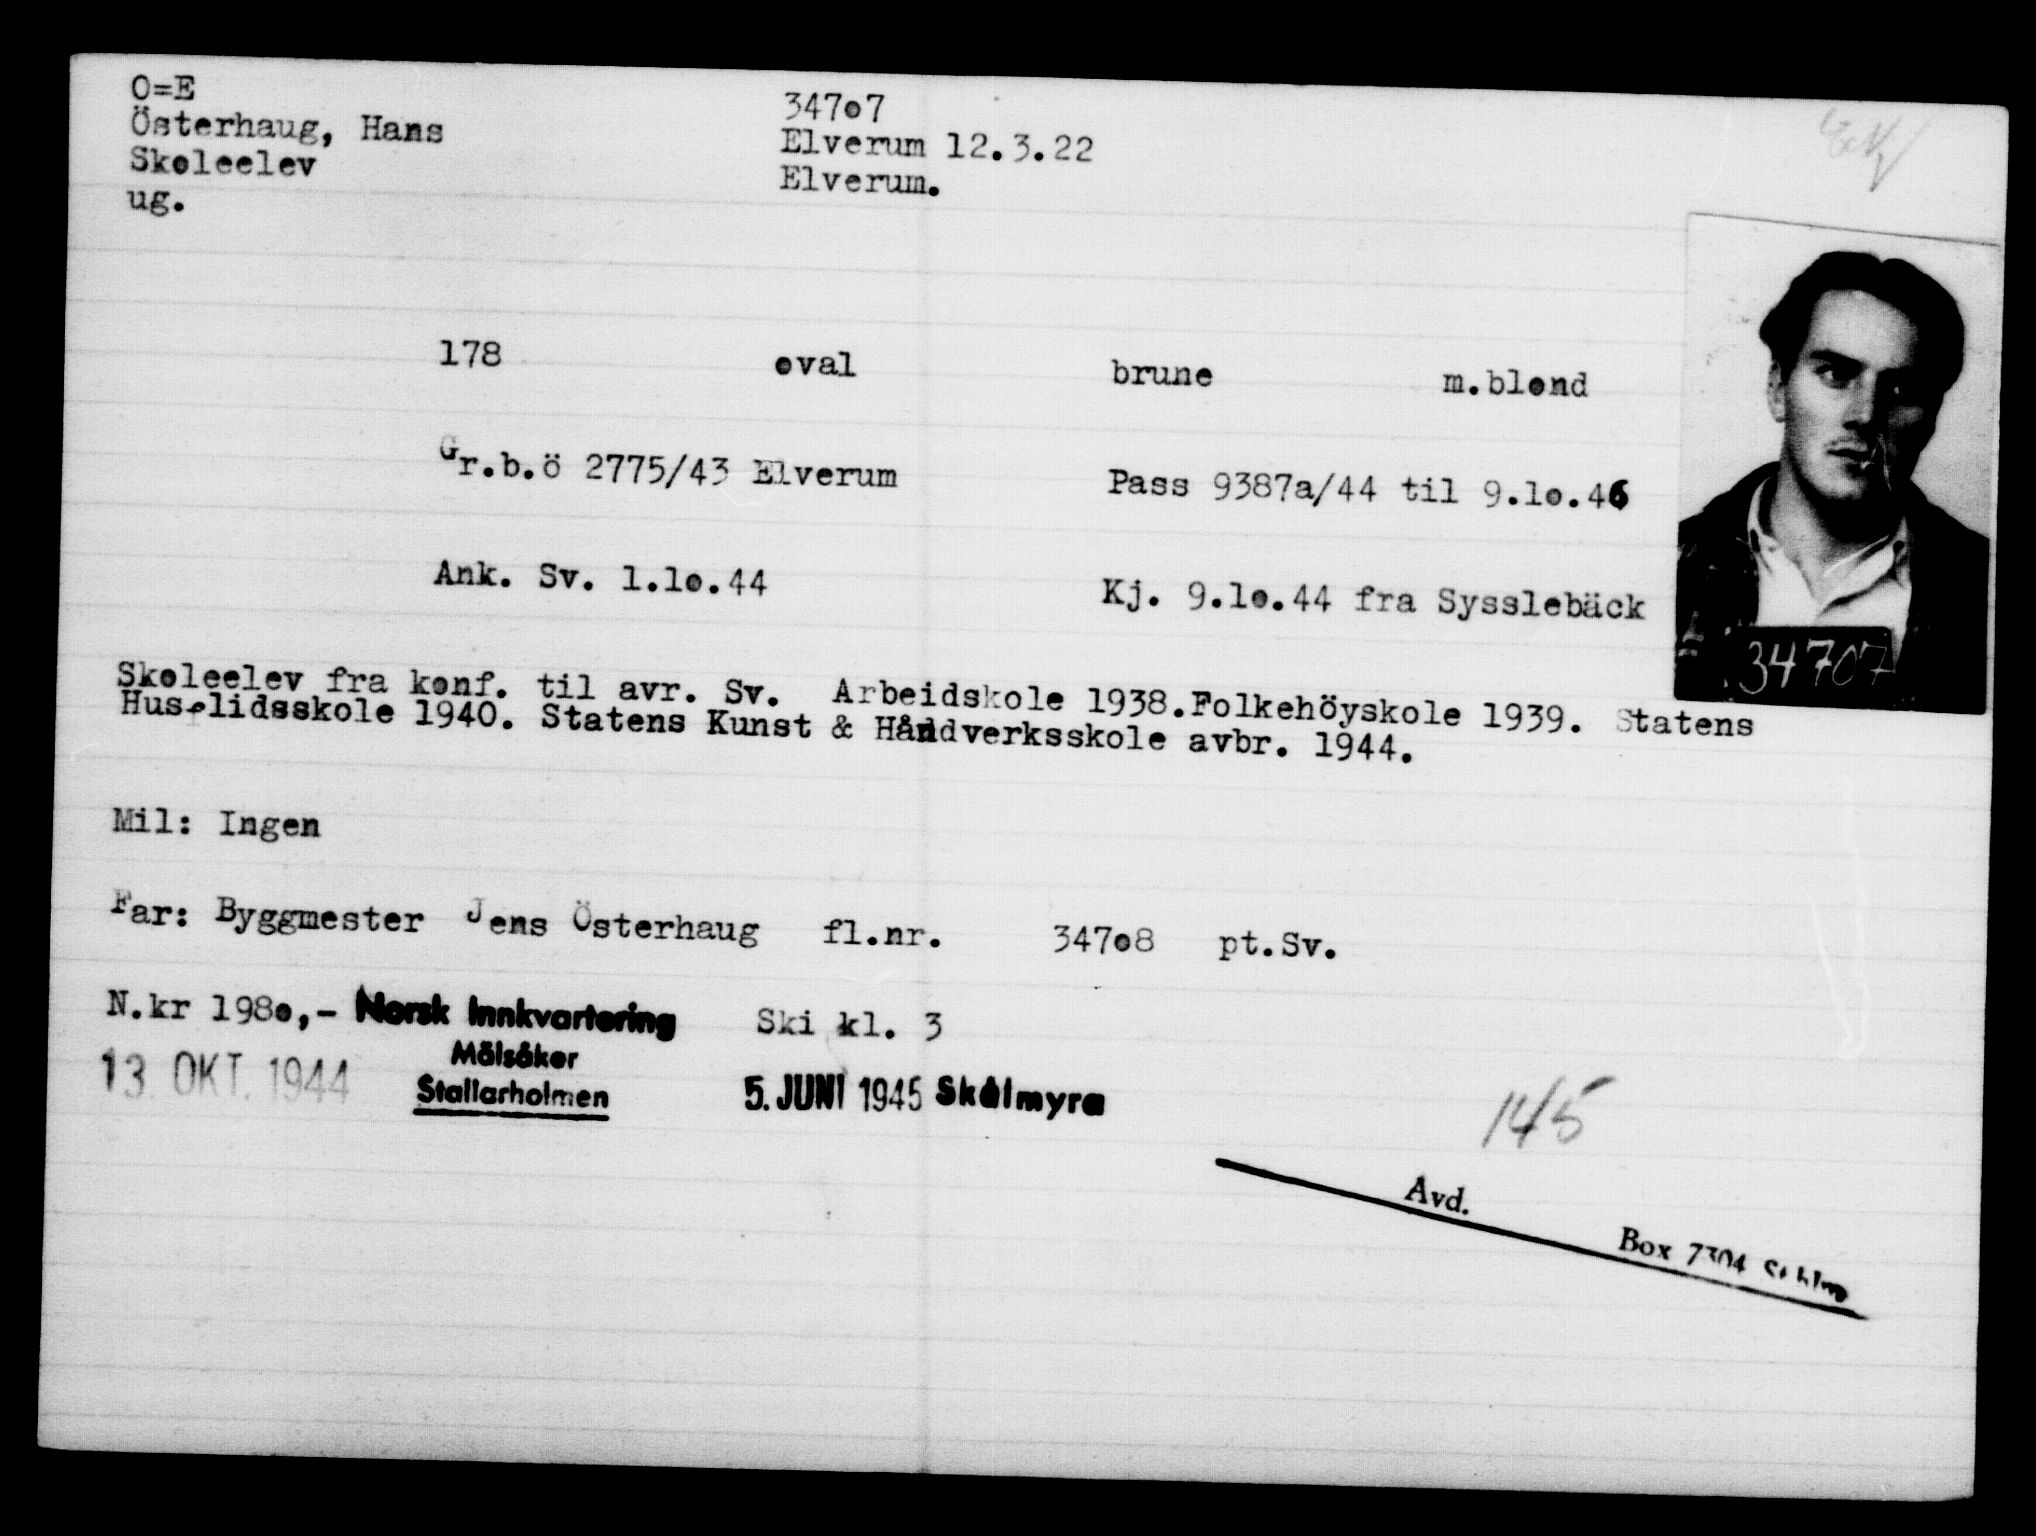 O=E
Österhaug, Hans
Skoleelev
ug.
34707
Elverum 12.3.22
Elverum.
178 oval brune m.blond
Gr.b.ö 2775/43 Elverum Pass 9387a/44 til 9.10.46
Ank. Sv. 1.10.44 Kj. 9.10.44 fra Sysslebäck
34707
Skoleelev fra konf. til avr. Sv. Arbeidskole 1938.Folkehöyskole 1939. Statens
Husflidsskole 1940. Statens Kunst & Håndverksskole avbr. 1944.
Mil: Ingen
Far: Byggmester Jens Österhaug fl.nr. 34708 pt.Sv.
N.kr 1980,- Norsk Innkvartering Ski kl. 3
Mälsåker
13. OKT. 1944 Stallarholmen 5. JUNI 1945 Skålmyra
145
Avd.
Box 7304 Sthlm